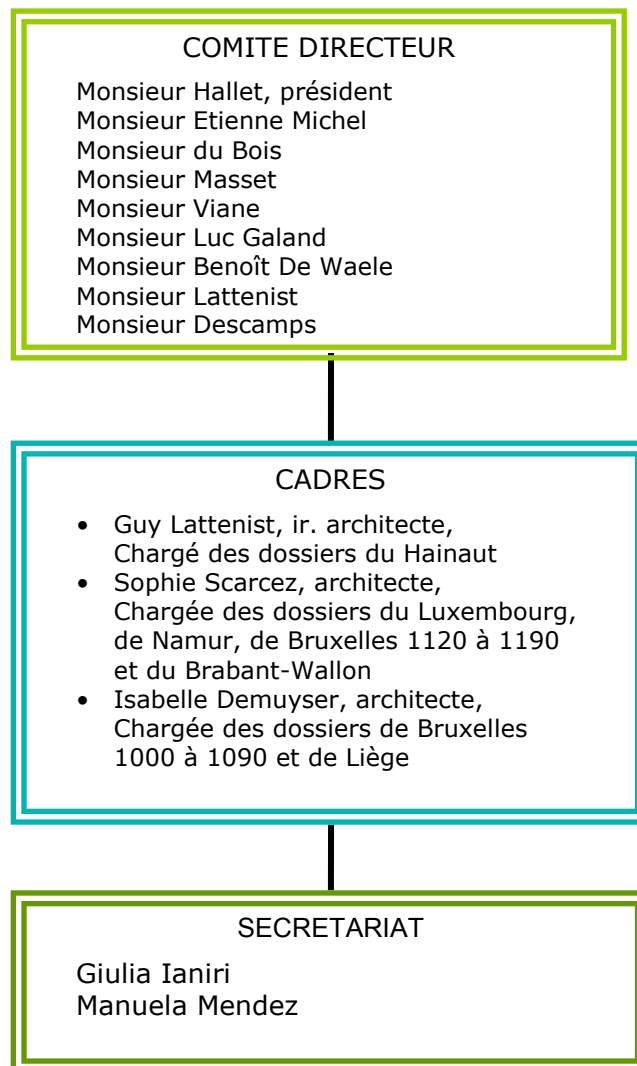 COMITE DIRECTEUR
Monsieur Hallet, président
Monsieur Etienne Michel
Monsieur du Bois
Monsieur Masset
Monsieur Viane
Monsieur Luc Galand
Monsieur Benoît De Waele
Monsieur Lattenist
Monsieur Descamps
CADRES
• Guy Lattenist, ir. architecte,
Chargé des dossiers du Hainaut
• Sophie Scarcez, architecte,
Chargée des dossiers du Luxembourg,
de Namur, de Bruxelles 1120 à 1190
et du Brabant-Wallon
• Isabelle Demuyser, architecte,
Chargée des dossiers de Bruxelles
1000 à 1090 et de Liège
SECRETARIAT
Giulia Ianiri
Manuela Mendez